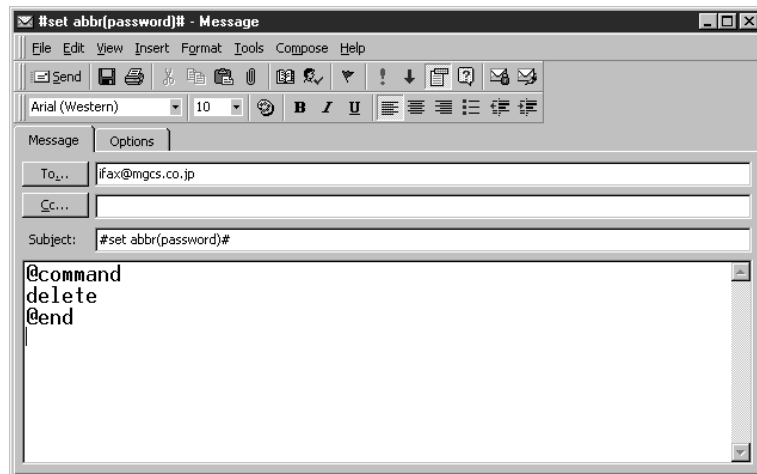 #set abbr(password)# - Message
File Edit View Insert Format Tools Compose Help
Send
Arial (Western) 10 B I U
Message Options
To... ifax@mgcs.co.jp
Cc...
Subject: #set abbr(password)#
@command
delete
@end